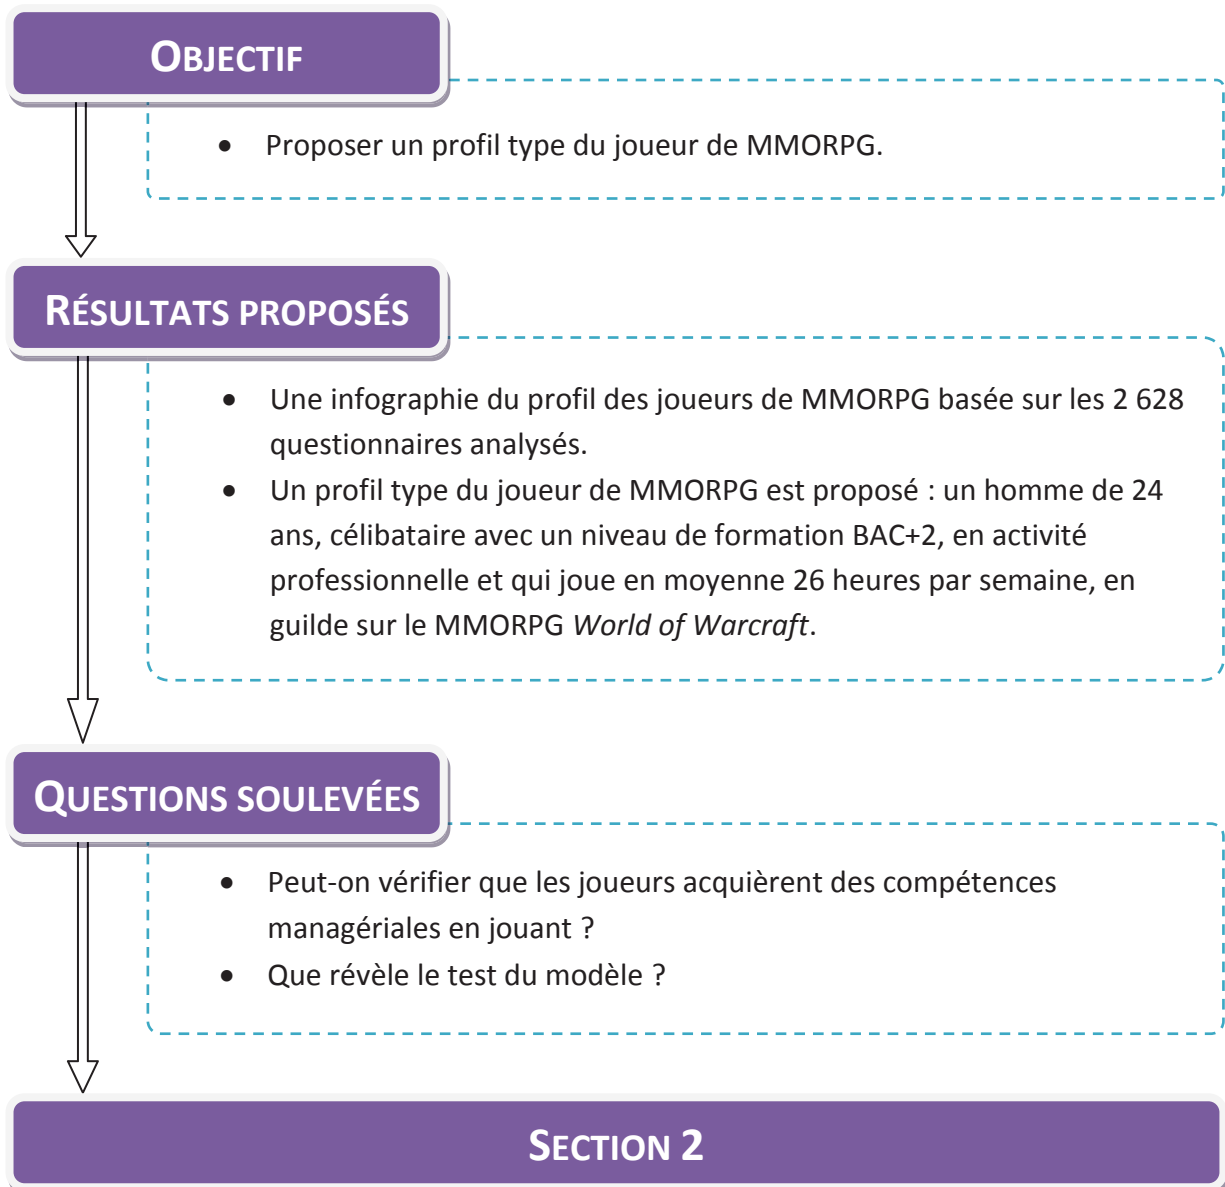 OBJECTIF
• Proposer un profil type du joueur de MMORPG.
RÉSULTATS PROPOSÉS
• Une infographie du profil des joueurs de MMORPG basée sur les 2 628
questionnaires analysés.
• Un profil type du joueur de MMORPG est proposé : un homme de 24
ans, célibataire avec un niveau de formation BAC+2, en activité
professionnelle et qui joue en moyenne 26 heures par semaine, en
guilde sur le MMORPG World of Warcraft.
QUESTIONS SOULEVÉES
• Peut-on vérifier que les joueurs acquièrent des compétences
managériales en jouant ?
• Que révèle le test du modèle ?
SECTION 2